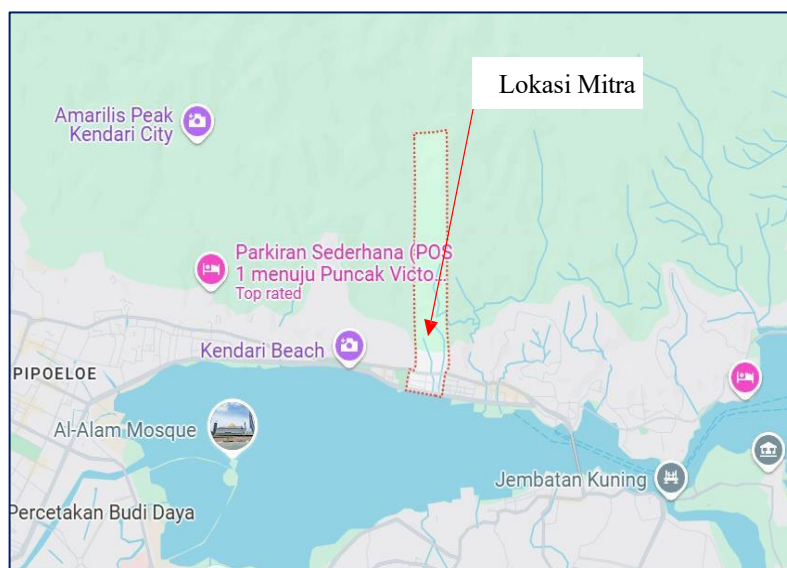 Lokasi Mitra
Amarilis Peak
Kendari City
Parkiran Sederhana (POS
1 menuju Puncak Victo...
Top rated
Kendari Beach
PIPOELOE
Al-Alam Mosque
Jembatan Kuning
Percetakan Budi Daya